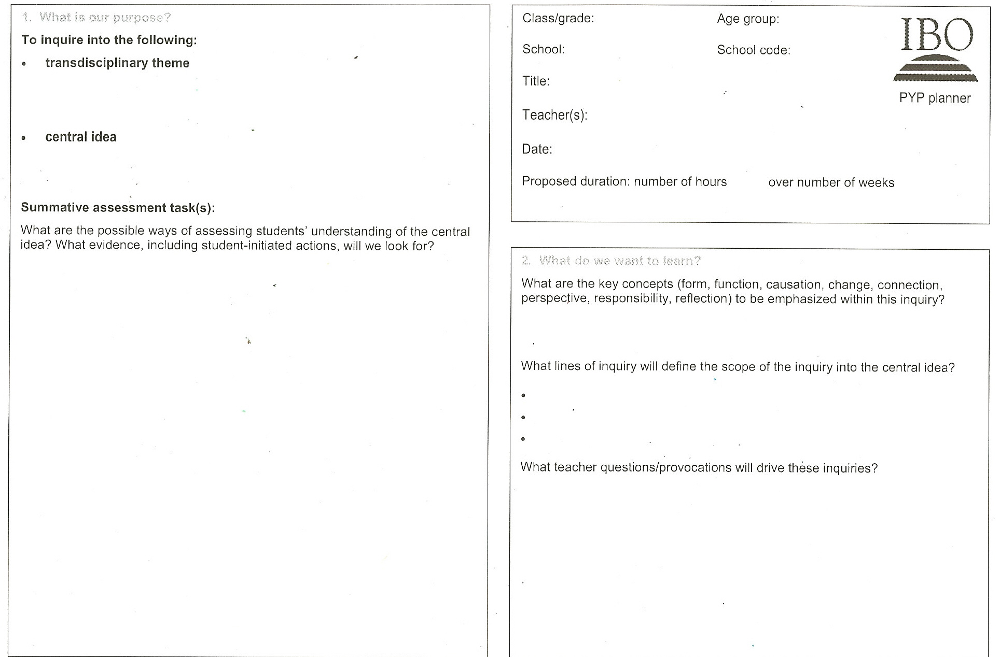 1. What is our purpose?
To inquire into the following:
• transdisciplinary theme
• central idea
Summative assessment task(s):
What are the possible ways of assessing students’ understanding of the central
idea? What evidence, including student-initiated actions, will we look for?
Class/grade: Age group:
School: School code:
Title:
Teacher(s):
Date:
Proposed duration: number of hours over number of weeks
IBO
PYP planner
2. What do we want to learn?
What are the key concepts (form, function, causation, change, connection,
perspective, responsibility, reflection) to be emphasized within this inquiry?
What lines of inquiry will define the scope of the inquiry into the central idea?
•
•
•
What teacher questions/provocations will drive these inquiries?